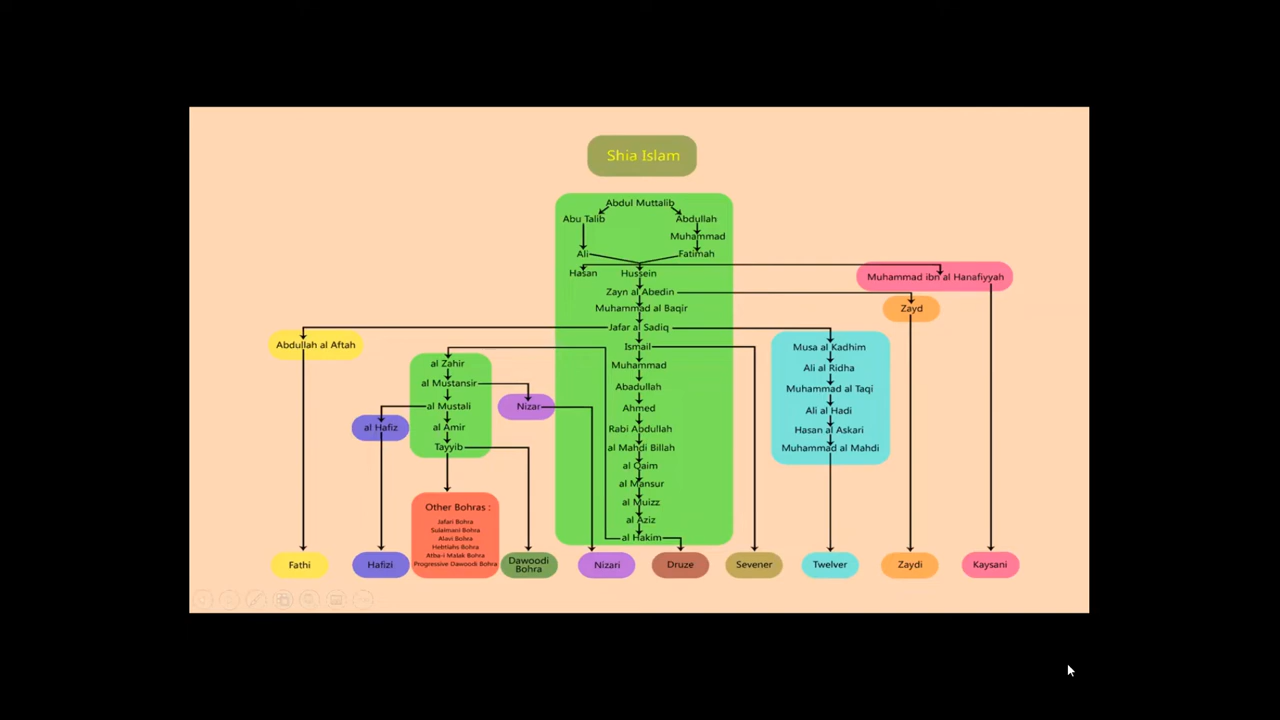 Shia Islam
Abdul Muttalib
Abu Talib
Abdullah
Muhammad
Ali
Fatimah
Hasan
Hussein
Muhammad ibn al Hanafiyyah
Zayn al Abedin
Muhammad al Baqir
Zayd
Jafar al Sadiq
Abdullah al Aftah
Ismail
Musa al Kadhim
al Zahir
Muhammad
Ali al Ridha
al Mustansir
Abadullah
Muhammad al Taqi
al Mustali
Nizar
Ahmed
Ali al Hadi
al Hafiz
al Amir
Rabi Abdullah
Hasan al Askari
Tayyib
al Mahdi Billah
Muhammad al Mahdi
al Qaim
al Mansur
al Muizz
al Aziz
al Hakim
Other Bohras :
Jafari Bohra
Sulaimani Bohra
Alavi Bohra
Hebtiahs Bohra
Atba-i Malak Bohra
Progressive Dawoodi Bohra
Fathi
Hafizi
Dawoodi
Bohra
Nizari
Druze
Sevener
Twelver
Zaydi
Kaysani